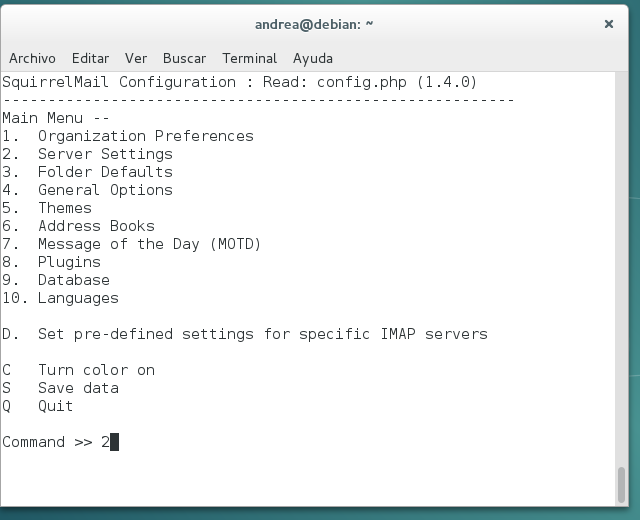 andrea@debian: ~
Archivo Editar Ver Buscar Terminal Ayuda
SquirrelMail Configuration : Read: config.php (1.4.0)
---------------------------------------------------------
Main Menu --
1.  Organization Preferences
2.  Server Settings
3.  Folder Defaults
4.  General Options
5.  Themes
6.  Address Books
7.  Message of the Day (MOTD)
8.  Plugins
9.  Database
10. Languages
D.  Set pre-defined settings for specific IMAP servers
C   Turn color on
S   Save data
Q   Quit
Command >> 2